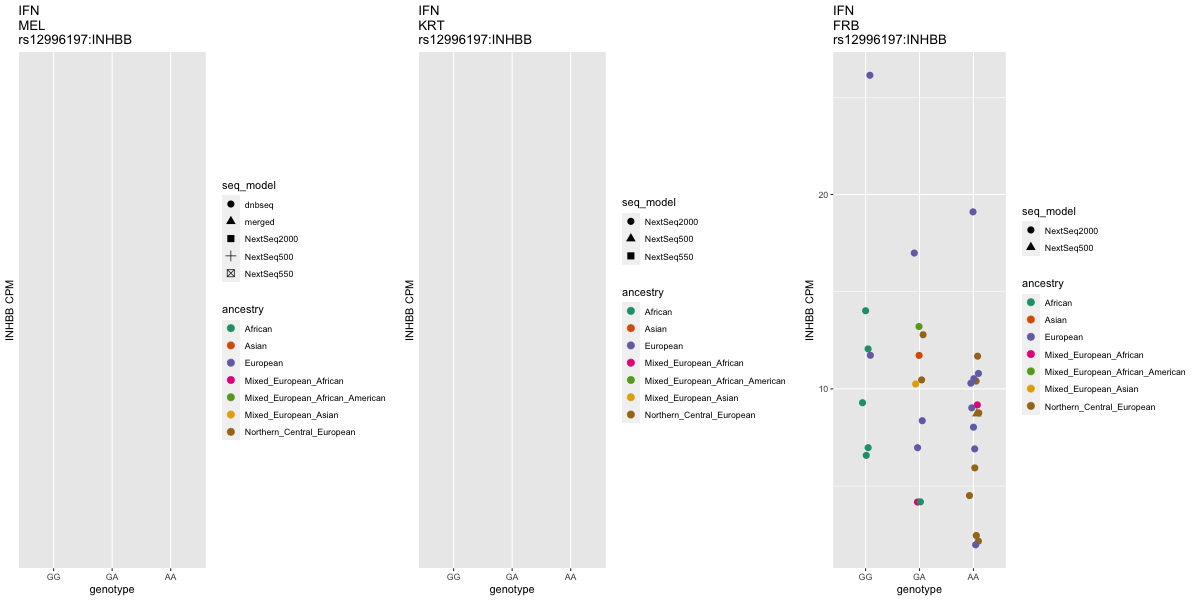 IFN
MEL
rs12996197:INHBB
INHBB CPM
GG
GA
AA
genotype
seq_model
dnbseq
merged
NextSeq2000
NextSeq500
NextSeq550
ancestry
African
Asian
European
Mixed_European_African
Mixed_European_African_American
Mixed_European_Asian
Northern_Central_European
IFN
KRT
rs12996197:INHBB
INHBB CPM
GG
GA
AA
genotype
seq_model
NextSeq2000
NextSeq500
NextSeq550
ancestry
African
Asian
European
Mixed_European_African
Mixed_European_African_American
Mixed_European_Asian
Northern_Central_European
IFN
FRB
rs12996197:INHBB
INHBB CPM
20
10
GG
GA
AA
genotype
seq_model
NextSeq2000
NextSeq500
ancestry
African
Asian
European
Mixed_European_African
Mixed_European_African_American
Mixed_European_Asian
Northern_Central_European